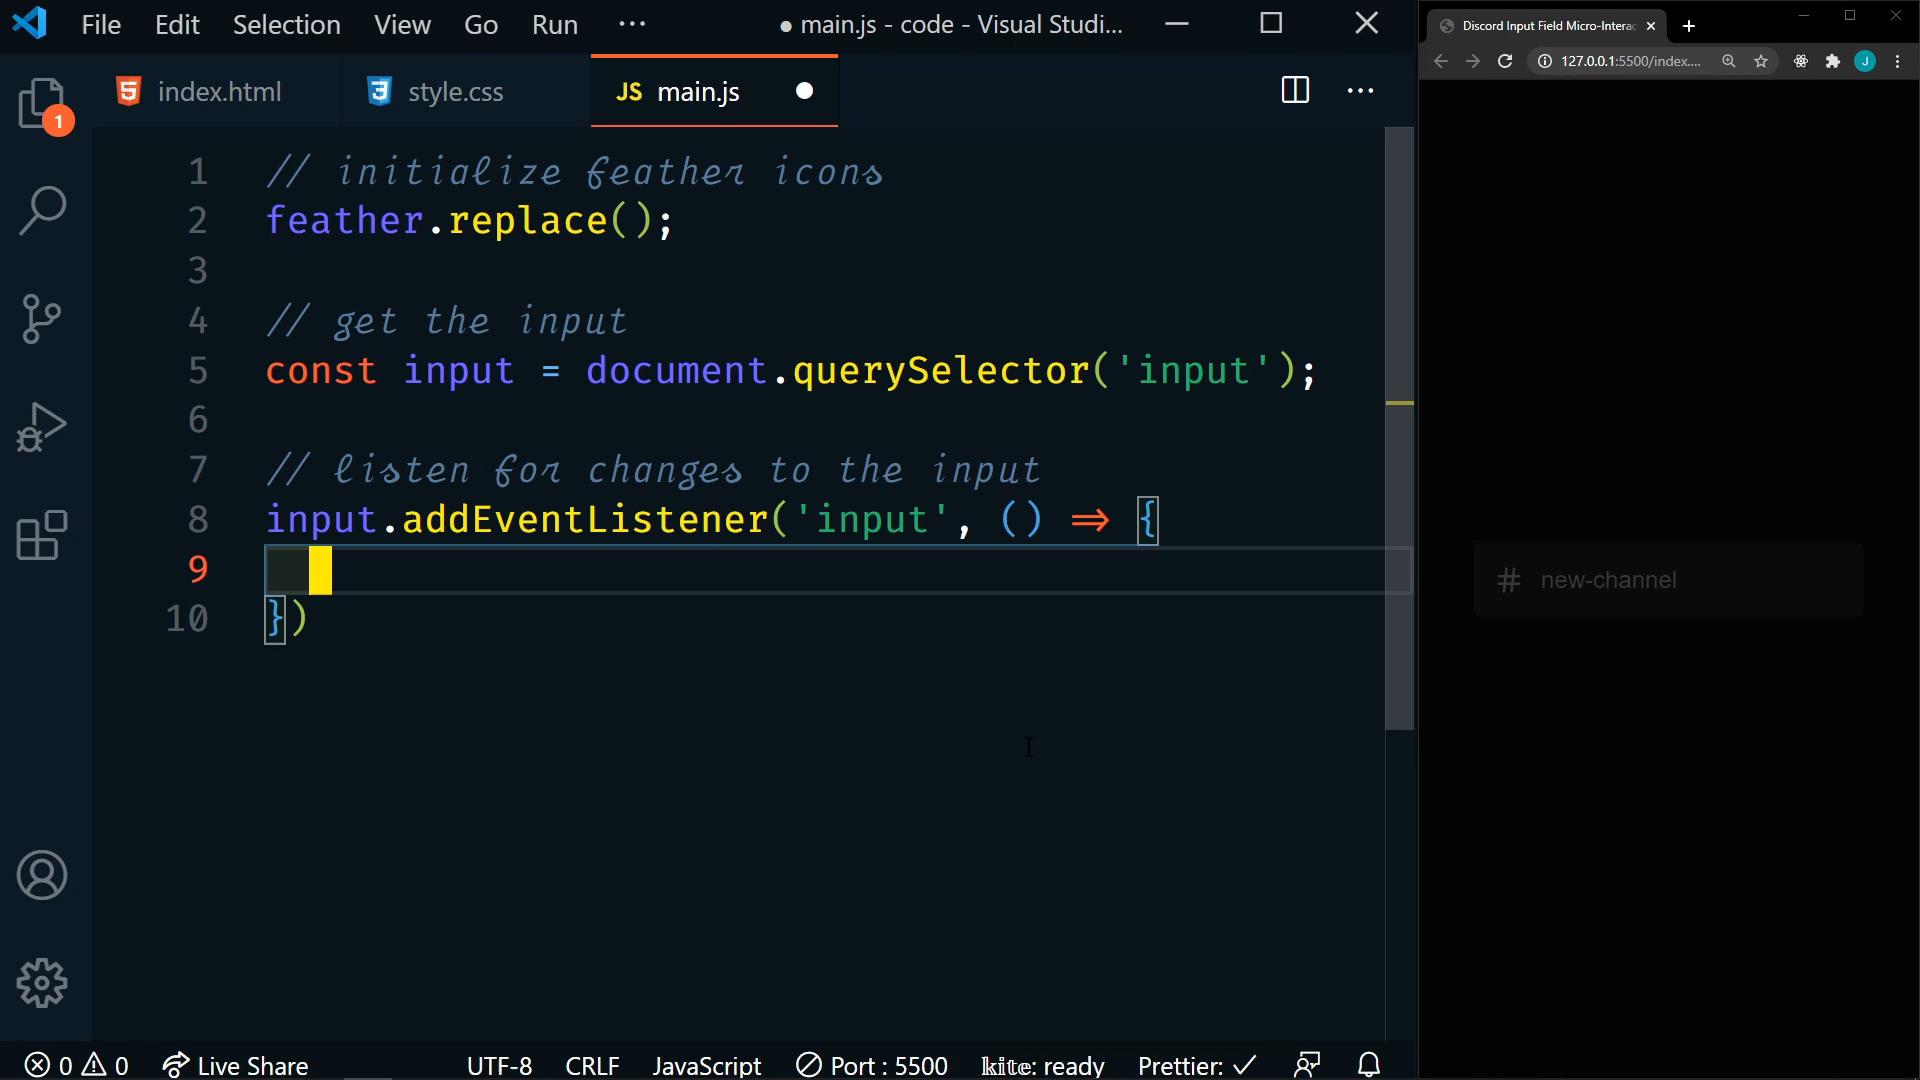 File Edit Selection View Go Run ··· ● main.js - code - Visual Studi...
index.html style.css JS main.js ●
1
1 // initialize feather icons
2 feather.replace();
3
4 // get the input
5 const input = document.querySelector('input');
6
7 // listen for changes to the input
8 input.addEventListener('input', () => {
9
10 })
0 0 Live Share UTF-8 CRLF JavaScript Port : 5500 kite: ready Prettier: ✓
Discord Input Field Micro-Interac
127.0.0.1:5500/index.... J
# new-channel